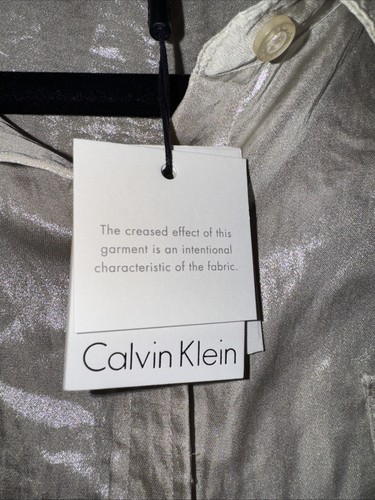 The creased effect of this
garment is an intentional
characteristic of the fabric.
Calvin Klein